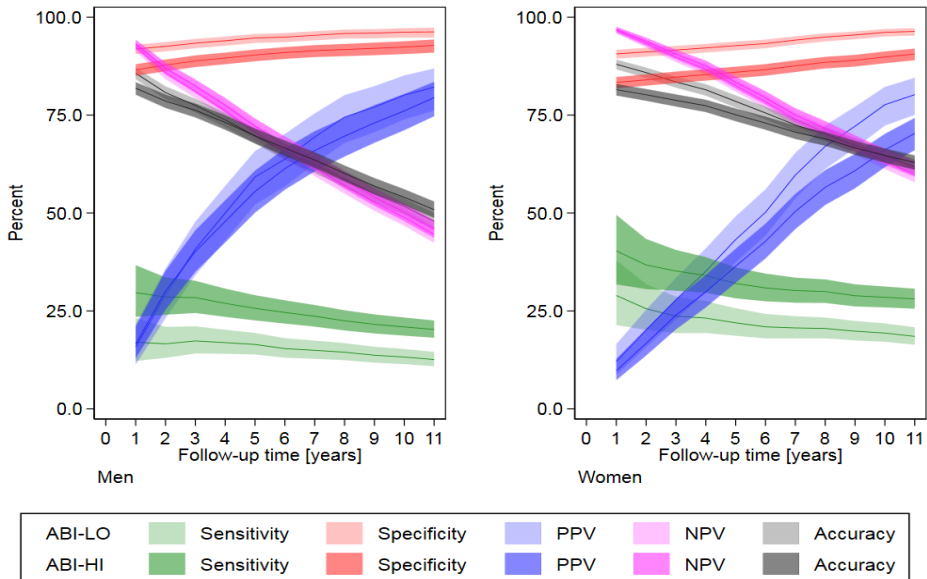 100.0
75.0
50.0
25.0
0.0
Percent
0 1 2 3 4 5 6 7 8 9 10 11
Follow-up time [years]
Men
100.0
75.0
50.0
25.0
0.0
Percent
0 1 2 3 4 5 6 7 8 9 10 11
Follow-up time [years]
Women
ABI-LO Sensitivity Specificity PPV NPV Accuracy
ABI-HI Sensitivity Specificity PPV NPV Accuracy